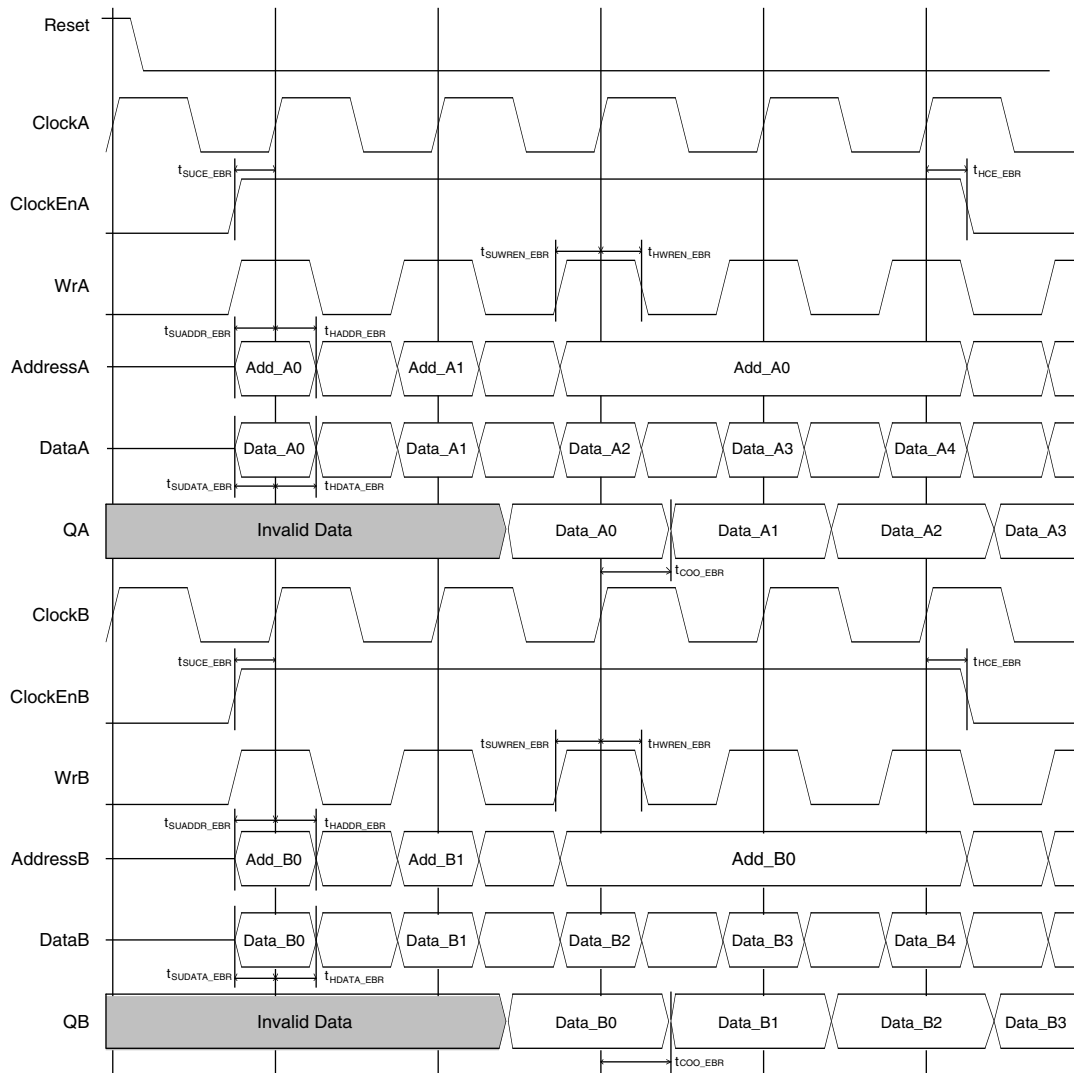 Reset
ClockA
tSUCE_EBR tHCE_EBR
ClockEnA
tSUWREN_EBR tHWREN_EBR
WrA
tSUADDR_EBR tHADDR_EBR
AddressA Add_A0 Add_A1 Add_A0
DataA Data_A0 Data_A1 Data_A2 Data_A3 Data_A4
tSUDATA_EBR tHDATA_EBR
QA Invalid Data Data_A0 Data_A1 Data_A2 Data_A3
tCOO_EBR
ClockB
tSUCE_EBR tHCE_EBR
ClockEnB
tSUWREN_EBR tHWREN_EBR
WrB
tSUADDR_EBR tHADDR_EBR
AddressB Add_B0 Add_B1 Add_B0
DataB Data_B0 Data_B1 Data_B2 Data_B3 Data_B4
tSUDATA_EBR tHDATA_EBR
QB Invalid Data Data_B0 Data_B1 Data_B2 Data_B3
tCOO_EBR